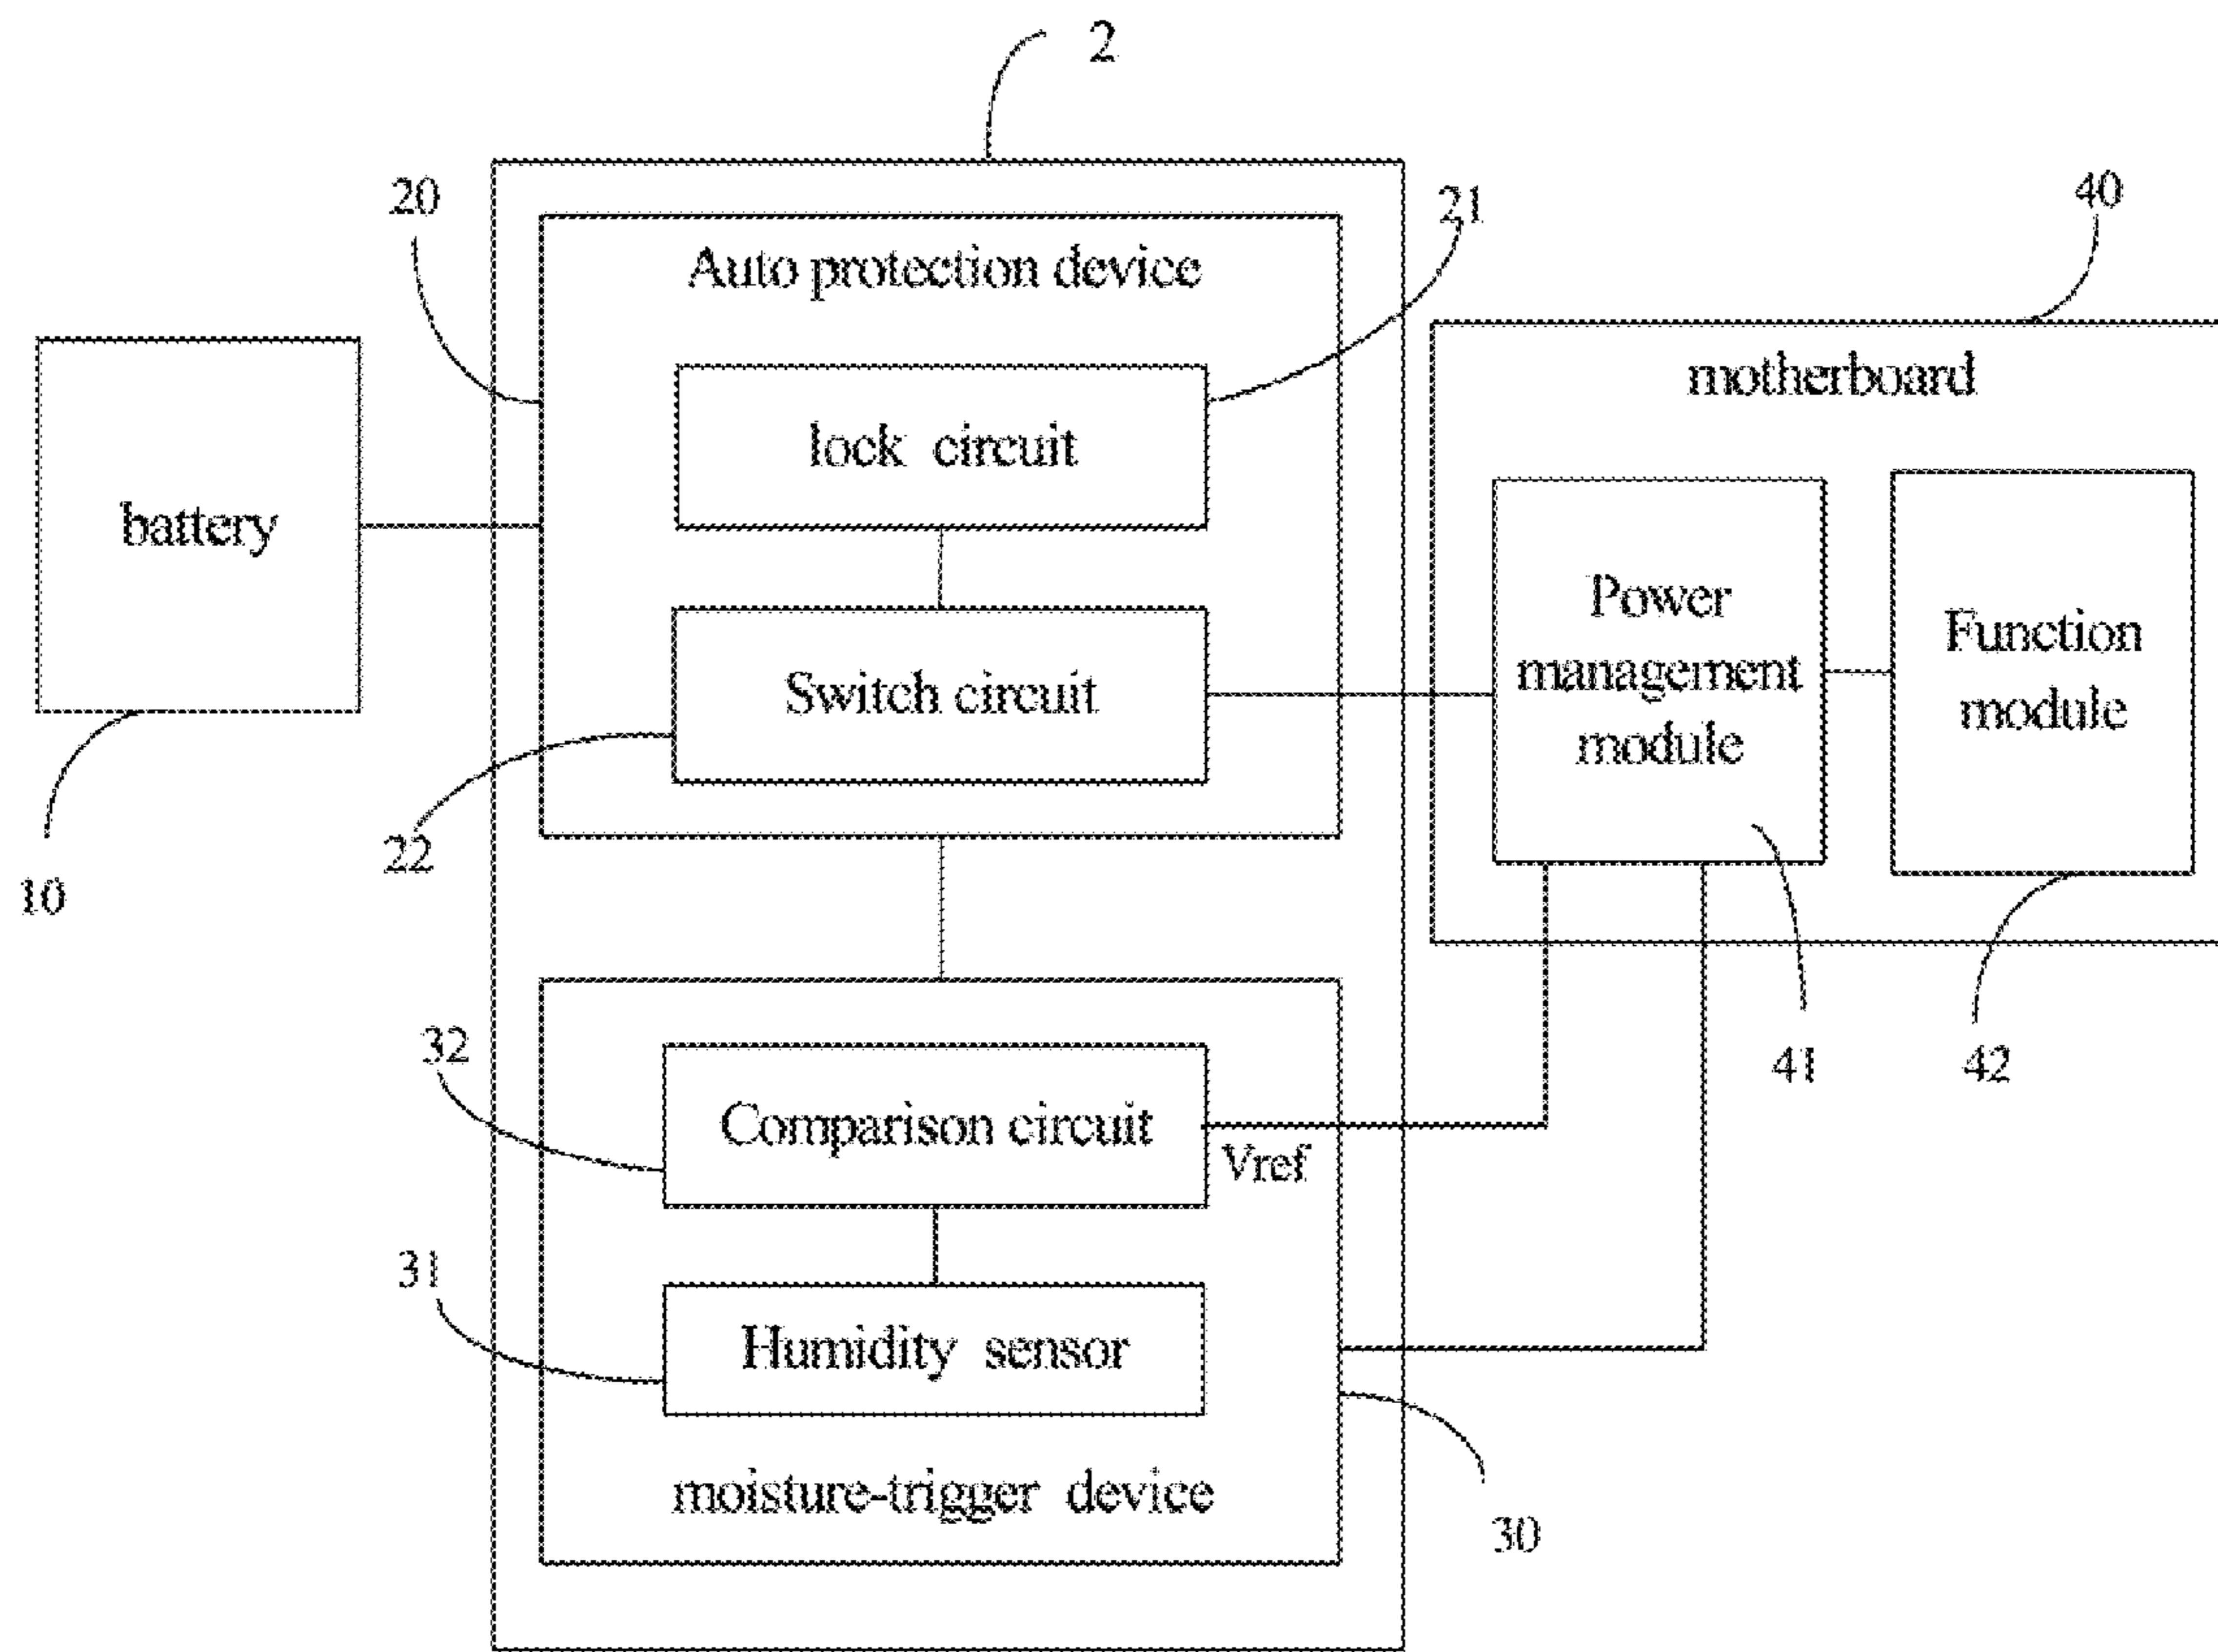 2
20
21
40
Auto protection device
motherboard
lock circuit
battery
Power
management
module
Function
module
Switch circuit
22
10
32
41
42
Comparison circuit
Vref
31
Humidity sensor
moisture-trigger device
30